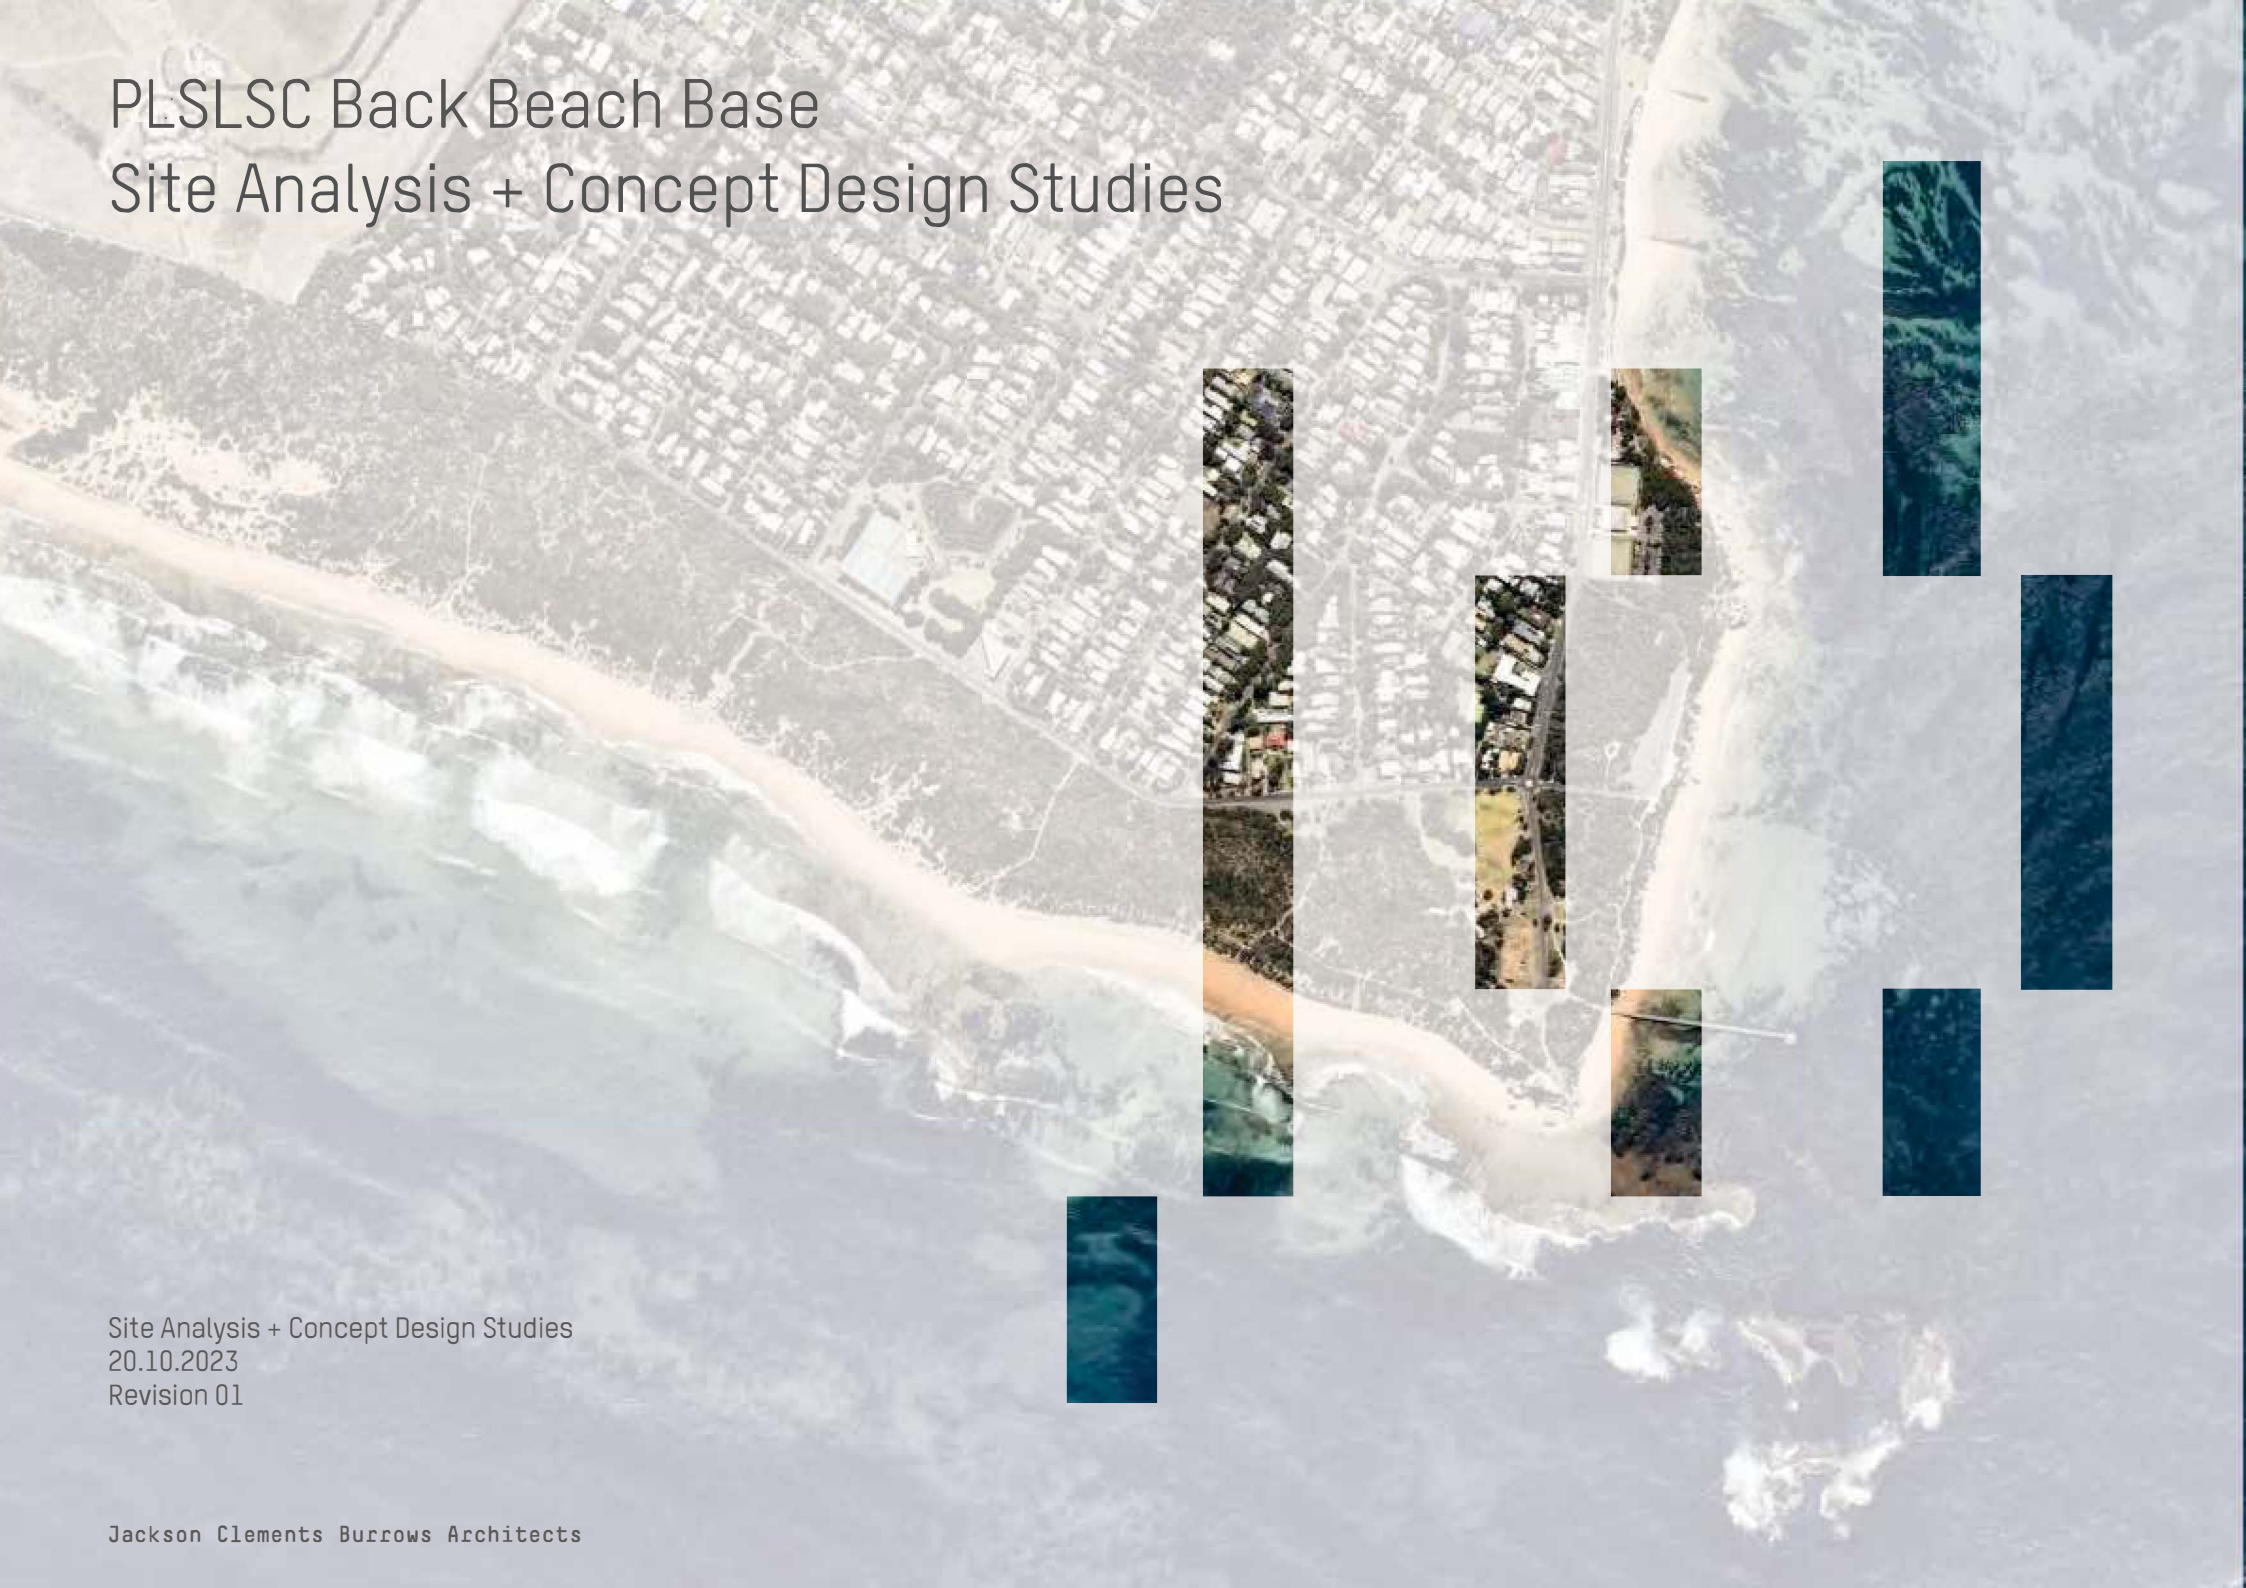 PLSLSC Back Beach Base
Site Analysis + Concept Design Studies
Site Analysis + Concept Design Studies
20.10.2023
Revision 01
Jackson Clements Burrows Architects